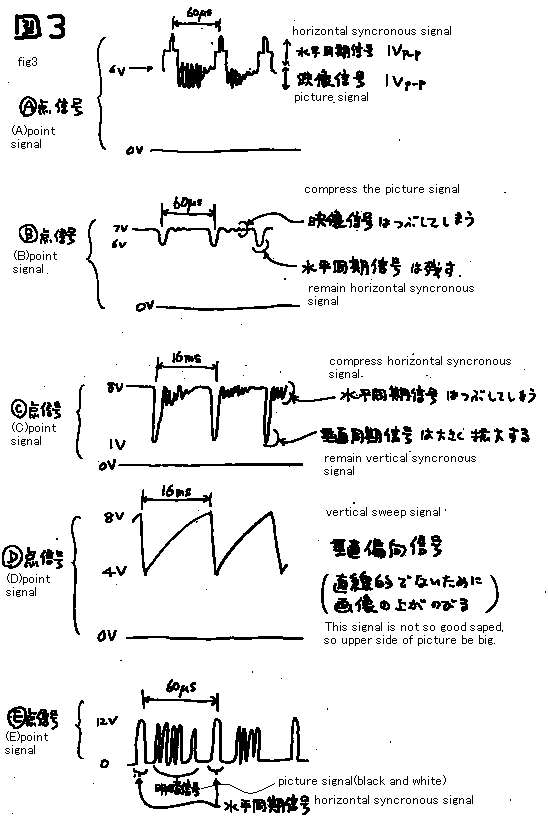 図3
fig3
60μs
horizontal syncronous signal
水平同期信号 1Vp-p
6V
映像信号 1Vp-p
picture signal
Ⓐ点信号
(A)point
signal
0V
compress the picture signal
60μs
映像信号はつぶしてしまう
7V
6V
Ⓑ点信号
(B)point
signal.
水平同期信号は残す.
remain horizontal syncronous
signal
0V
16ms
compress horizontal syncronous
signal.
8V
水平同期信号はつぶしてしまう
Ⓒ点信号
(C)point
signal
垂直同期信号は大きく拡大する
1V
0V
remain vertical syncronous
signal
16ms
vertical sweep signal
8V
垂直偏向信号
Ⓓ点信号
(D)point
signal
4V
(直線的でないために
画像の上がのびる)
0V
This signal is not so good saped,
so upper side of picture be big.
60μs
Ⓔ点信号
(E)point
signal
12V
0
picture signal(black and white)
映像信号
水平同期信号 horizontal syncronous signal